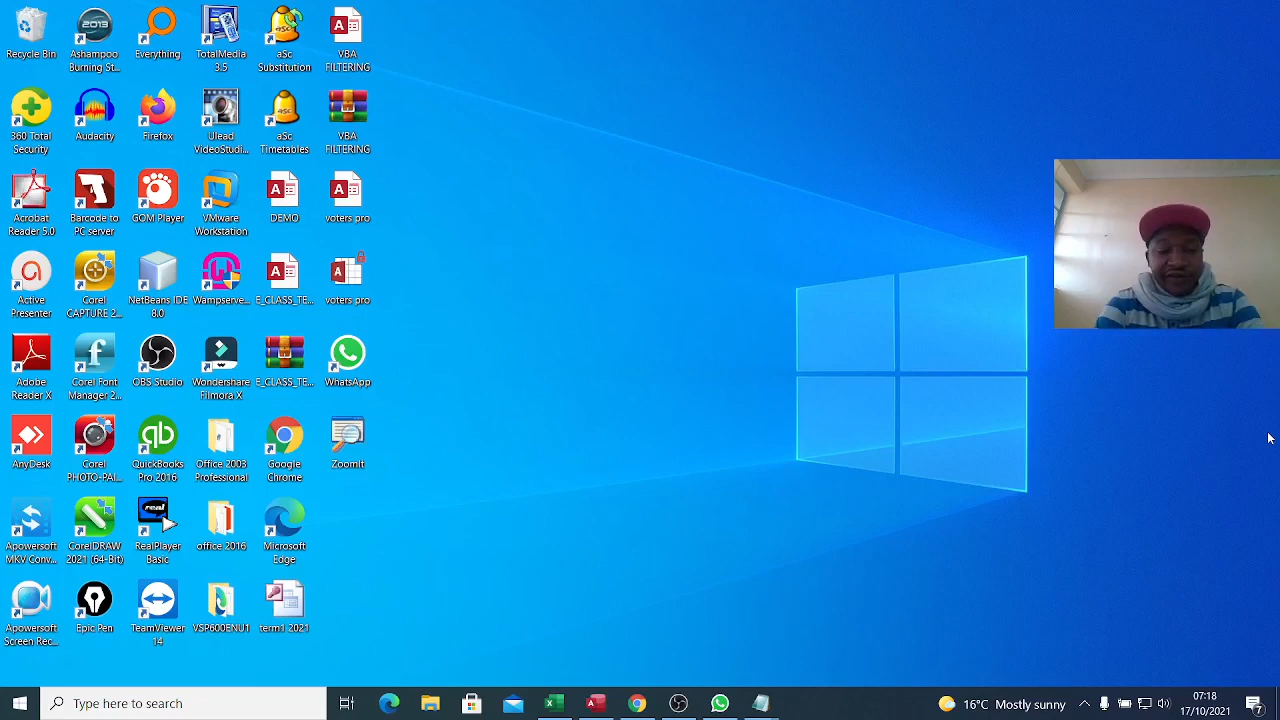 Recycle Bin
Ashampoo
Burning St...
Everything
TotalMedia
3.5
aSc
Substitution
VBA
FILTERING
360 Total
Security
Audacity
Firefox
Ulead
VideoStudi...
aSc
Timetables
VBA
FILTERING
Acrobat
Reader 5.0
Barcode to
PC server
GOM Player
VMware
Workstation
DEMO
voters pro
Active
Presenter
Corel
CAPTURE 2...
NetBeans IDE
8.0
Wampserve...
E_CLASS_TE...
voters pro
Adobe
Reader X
Corel Font
Manager 2...
OBS Studio
Wondershare
Filmora X
E_CLASS_TE...
WhatsApp
AnyDesk
Corel
PHOTO-PAI...
QuickBooks
Pro 2016
Office 2003
Professional
Google
Chrome
ZoomIt
Apowersoft
MKV Conv...
CorelDRAW
2021 (64-Bit)
RealPlayer
Basic
office 2016
Microsoft
Edge
Apowersoft
Screen Rec...
Epic Pen
TeamViewer
14
VSP600ENU1
term1 2021
Type here to search
16°C Mostly sunny
07:18
17/10/2021
7